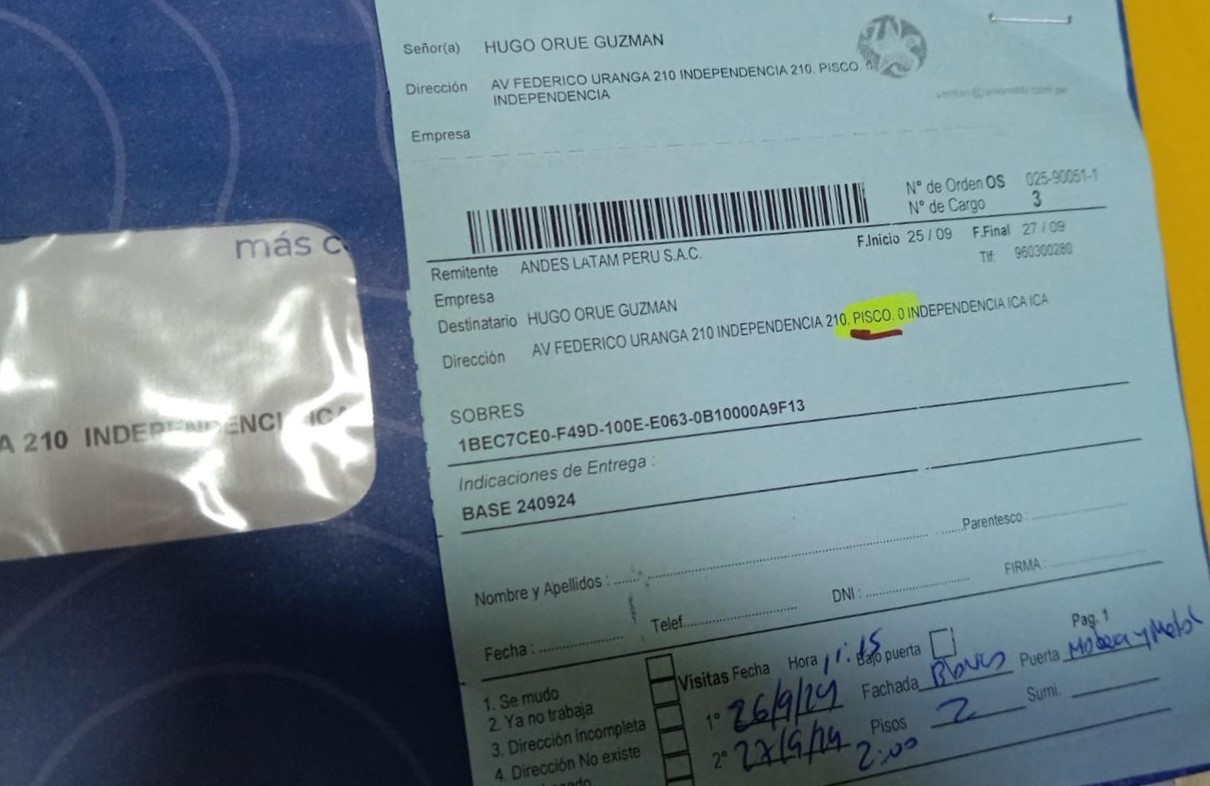 Señor(a) HUGO ORUE GUZMAN
Dirección AV FEDERICO URANGA 210 INDEPENDENCIA 210. PISCO. 0
INDEPENDENCIA
Empresa
más c
A 210 INDEPENDENCI ICA
N° de Orden OS 025-90051-1
N° de Cargo 3
F.Inicio 25 / 09 F.Final 27 / 09
Remitente ANDES LATAM PERU S.A.C.
Tlf: 960300280
Empresa
Destinatario HUGO ORUE GUZMAN
Dirección AV FEDERICO URANGA 210 INDEPENDENCIA 210. PISCO. 0 INDEPENDENCIA ICA ICA
SOBRES
1BEC7CE0-F49D-100E-E063-0B10000A9F13
Indicaciones de Entrega :
BASE 240924
Nombre y Apellidos : Parentesco
Fecha : Telef. DNI : FIRMA :
Pag. 1
1. Se mudo
2. Ya no trabaja
3. Dirección incompleta
4. Dirección No existe
Visitas Fecha Hora 11:15 Bajo puerta
1° 26/9/24 Fachada Blanco Puerta
2° 27/9/24 Pisos 2 Sumi.
2:00